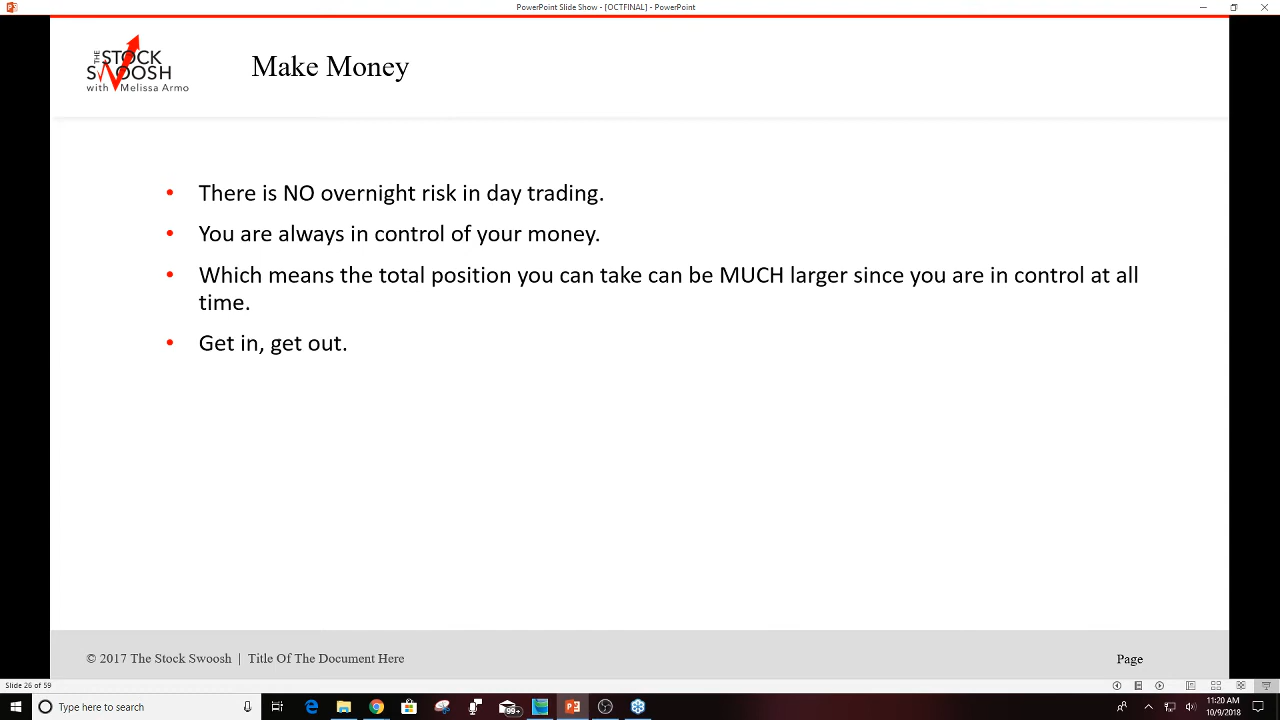 PowerPoint Slide Show - [OCTFINAL] - PowerPoint
THE STOCK SWOOSH
with Melissa Armo
Make Money
• There is NO overnight risk in day trading.
• You are always in control of your money.
• Which means the total position you can take can be MUCH larger since you are in control at all
time.
• Get in, get out.
© 2017 The Stock Swoosh | Title Of The Document Here
Page
Slide 26 of 59
Type here to search
99+
11:20 AM
10/9/2018